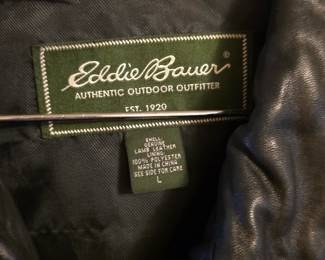 Eddie Bauer®
AUTHENTIC OUTDOOR OUTFITTER
EST. 1920
SHELL:
GENUINE
LAMB LEATHER
LINING:
100% POLYESTER
MADE IN CHINA
SEE SIDE FOR CARE
L